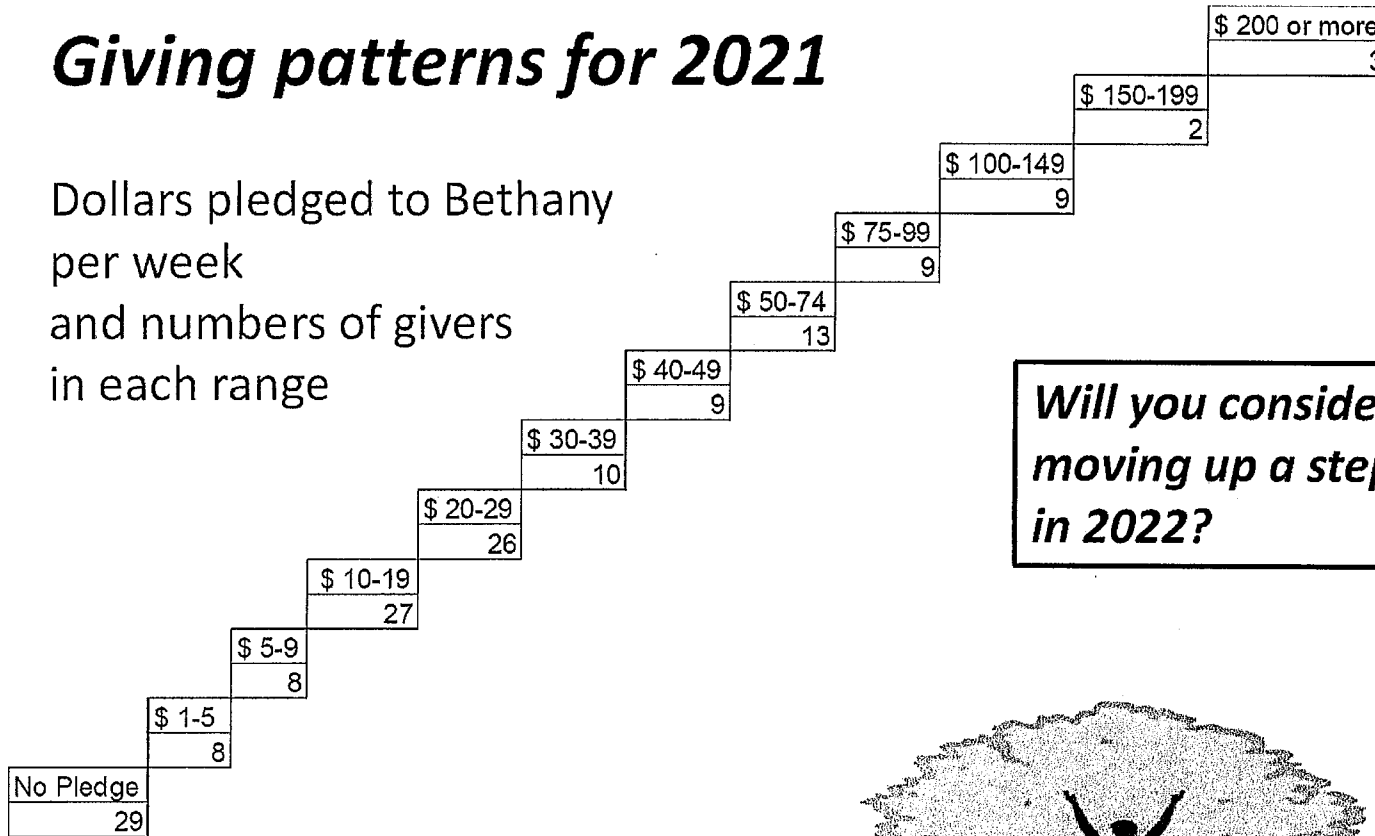 Giving patterns for 2021
Dollars pledged to Bethany
per week
and numbers of givers
in each range
$ 200 or more
3
$ 150-199
2
$ 100-149
9
$ 75-99
9
$ 50-74
13
$ 40-49
9
$ 30-39
10
$ 20-29
26
$ 10-19
27
$ 5-9
8
$ 1-5
8
No Pledge
29
Will you conside
moving up a step
in 2022?